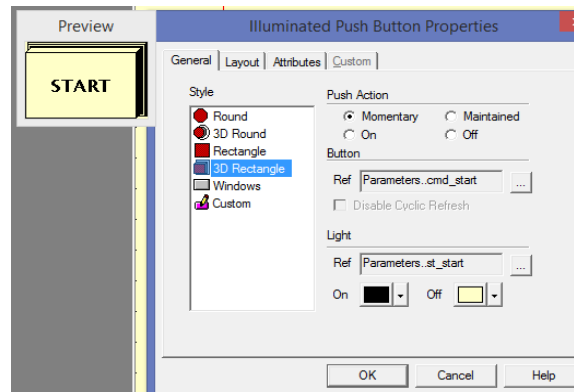 Preview
START
Illuminated Push Button Properties
General Layout Attributes Custom
Style
Round
3D Round
Rectangle
3D Rectangle
Windows
Custom
Push Action
Momentary Maintained
On Off
Button
Ref Parameters..cmd_start ...
Disable Cyclic Refresh
Light
Ref Parameters..st_start ...
On Off
OK Cancel Help